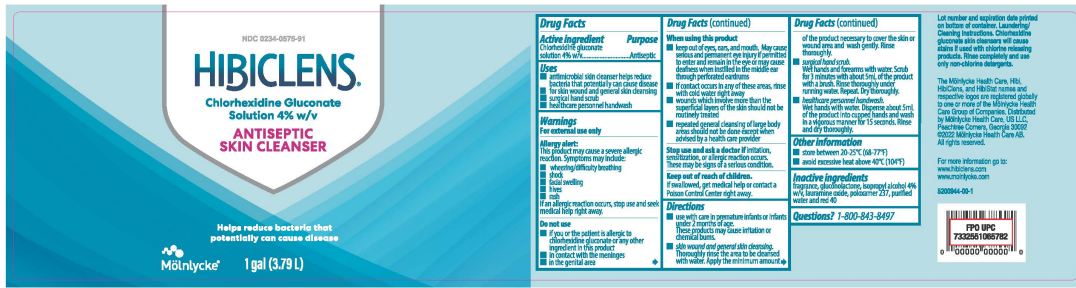 NDC 0234-0575-91
HIBICLENS®
Chlorhexidine Gluconate
Solution 4% w/v
ANTISEPTIC
SKIN CLEANSER
Helps reduce bacteria that
potentially can cause disease
Mölnlycke®
1 gal (3.79 L)
Drug Facts
Active ingredient Purpose
Chlorhexidine gluconate
solution 4% w/v..............................Antiseptic
Uses
■ antimicrobial skin cleanser helps reduce
bacteria that potentially can cause disease
■ for skin wound and general skin cleansing
■ surgical hand scrub
■ healthcare personnel handwash
Warnings
For external use only
Allergy alert:
This product may cause a severe allergic
reaction. Symptoms may include:
■ wheezing/difficulty breathing
■ shock
■ facial swelling
■ hives
■ rash
If an allergic reaction occurs, stop use and seek
medical help right away.
Do not use
■ if you or the patient is allergic to
chlorhexidine gluconate or any other
ingredient in this product
■ in contact with the meninges
■ in the genital area
Drug Facts (continued)
When using this product
■ keep out of eyes, ears, and mouth. May cause
serious and permanent eye injury if permitted
to enter and remain in the eye or may cause
deafness when instilled in the middle ear
through perforated eardrums
■ if contact occurs in any of these areas, rinse
with cold water right away
■ wounds which involve more than the
superficial layers of the skin should not be
routinely treated
■ repeated general cleansing of large body
areas should not be done except when
advised by a health care provider
Stop use and ask a doctor if irritation,
sensitization, or allergic reaction occurs.
These may be signs of a serious condition.
Keep out of reach of children.
If swallowed, get medical help or contact a
Poison Control Center right away.
Directions
■ use with care in premature infants or infants
under 2 months of age.
These products may cause irritation or
chemical burns.
■ skin wound and general skin cleansing.
Thoroughly rinse the area to be cleansed
with water. Apply the minimum amount
Drug Facts (continued)
of the product necessary to cover the skin or
wound area and wash gently. Rinse
thoroughly.
■ surgical hand scrub.
Wet hands and forearms with water. Scrub
for 3 minutes with about 5mL of the product
with a brush. Rinse thoroughly under
running water. Repeat. Dry thoroughly.
■ healthcare personnel handwash.
Wet hands with water. Dispense about 5mL
of the product into cupped hands and wash
in a vigorous manner for 15 seconds. Rinse
and dry thoroughly.
Other information
■ store between 20-25°C (68-77°F)
■ avoid excessive heat above 40°C (104°F)
Inactive ingredients
fragrance, gluconolactone, isopropyl alcohol 4%
w/v, lauramine oxide, poloxamer 237, purified
water and red 40
Questions? 1-800-843-8497
Lot number and expiration date printed
on bottom of container. Laundering/
Cleaning Instructions. Chlorhexidine
gluconate skin cleansers will cause
stains if used with chlorine releasing
products. Rinse completely and use
only non-chlorine detergents.
The Mölnlycke Health Care, Hibi,
HibiClens, and HibiStat names and
respective logos are registered globally
to one or more of the Mölnlycke Health
Care Group of Companies. Distributed
by Mölnlycke Health Care, US LLC,
Peachtree Corners, Georgia 30092
©2022 Mölnlycke Health Care AB.
All rights reserved.
For more information go to:
www.hibiclens.com
www.molnlycke.com
5200944-00-1
FPO UPC
7332551085782
0 00000 00000 0